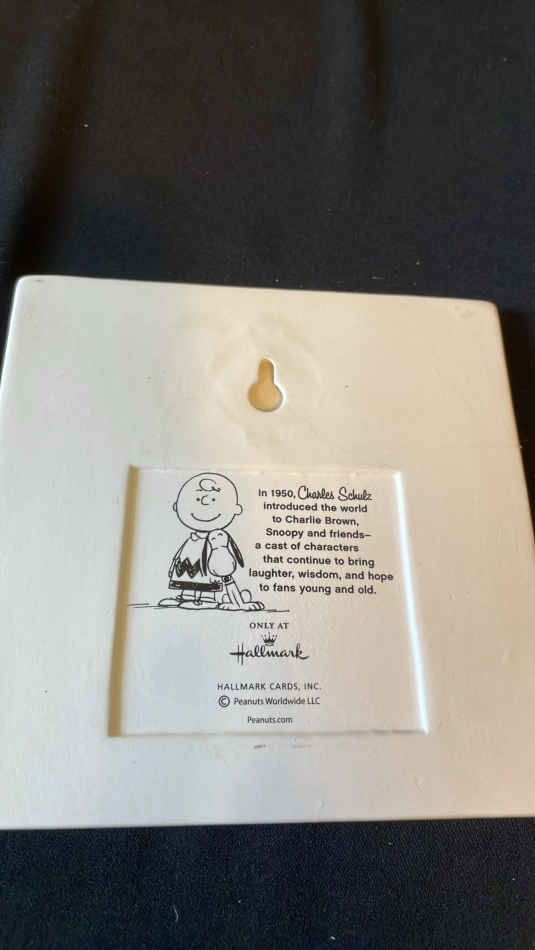 In 1950, Charles Schulz
introduced the world
to Charlie Brown,
Snoopy and friends–
a cast of characters
that continue to bring
laughter, wisdom, and hope
to fans young and old.
ONLY AT
Hallmark
HALLMARK CARDS, INC.
© Peanuts Worldwide LLC
Peanuts.com